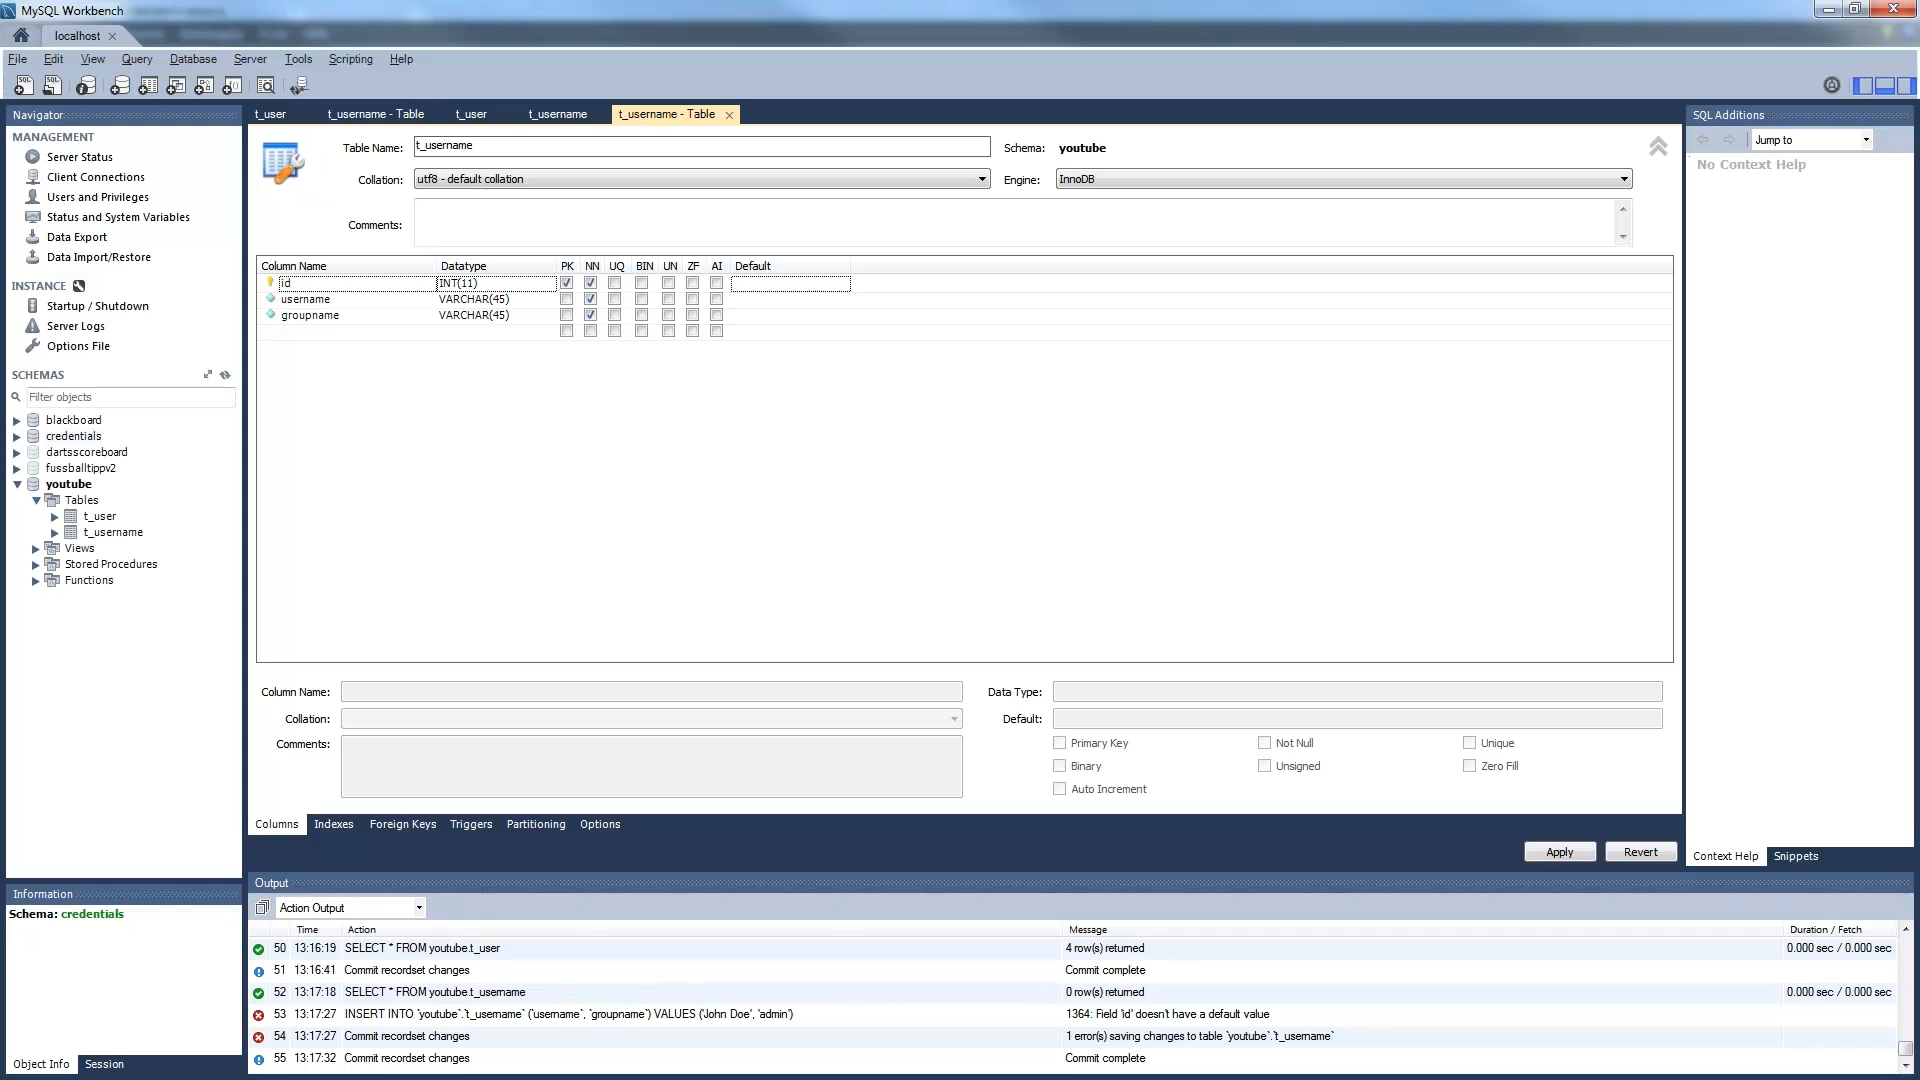 MySQL Workbench
localhost
File Edit View Query Database Server Tools Scripting Help
Navigator
MANAGEMENT
Server Status
Client Connections
Users and Privileges
Status and System Variables
Data Export
Data Import/Restore
INSTANCE
Startup / Shutdown
Server Logs
Options File
SCHEMAS
Filter objects
blackboard
credentials
dartsscoreboard
fussballtippv2
youtube
Tables
t_user
t_username
Views
Stored Procedures
Functions
Information
Schema: credentials
Object Info Session
t_user t_username - Table t_user t_username t_username - Table
Table Name: t_username Schema: youtube
Collation: utf8 - default collation Engine: InnoDB
Comments:
Column Name Datatype PK NN UQ BIN UN ZF AI Default
id INT(11)
username VARCHAR(45)
groupname VARCHAR(45)
Column Name: Data Type:
Collation: Default:
Comments: Primary Key Not Null Unique
Binary Unsigned Zero Fill
Auto Increment
Columns Indexes Foreign Keys Triggers Partitioning Options
Apply Revert
SQL Additions
Jump to
No Context Help
Context Help Snippets
Output
Action Output
Time Action Message Duration / Fetch
50 13:16:19 SELECT * FROM youtube.t_user 4 row(s) returned 0.000 sec / 0.000 sec
51 13:16:41 Commit recordset changes Commit complete
52 13:17:18 SELECT * FROM youtube.t_username 0 row(s) returned 0.000 sec / 0.000 sec
53 13:17:27 INSERT INTO `youtube`.`t_username` (`username`, `groupname`) VALUES ('John Doe', 'admin') 1364: Field 'id' doesn't have a default value
54 13:17:27 Commit recordset changes 1 error(s) saving changes to table `youtube`.`t_username`
55 13:17:32 Commit recordset changes Commit complete